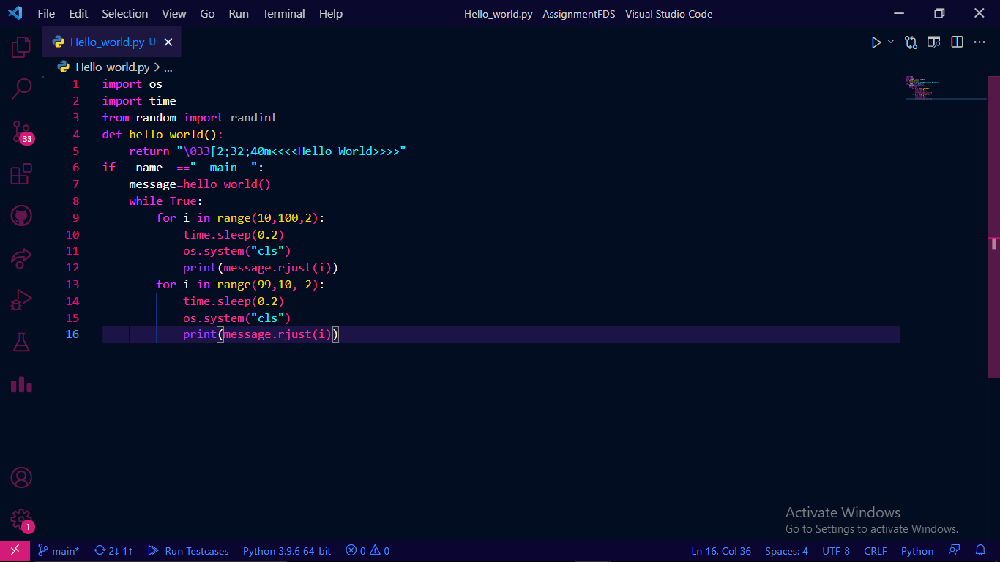 File Edit Selection View Go Run Terminal Help Hello_world.py - AssignmentFDS - Visual Studio Code
Hello_world.py U
Hello_world.py > ...
1 import os
2 import time
3 from random import randint
4 def hello_world():
5     return "\033[2;32;40m<<<<Hello World>>>>"
6 if __name__=="__main__":
7     message=hello_world()
8     while True:
9         for i in range(10,100,2):
10             time.sleep(0.2)
11             os.system("cls")
12             print(message.rjust(i))
13         for i in range(99,10,-2):
14             time.sleep(0.2)
15             os.system("cls")
16             print(message.rjust(i))
33
1
Activate Windows
Go to Settings to activate Windows.
main* 2↓ 1↑ Run Testcases Python 3.9.6 64-bit 0 0 Ln 16, Col 36 Spaces: 4 UTF-8 CRLF Python